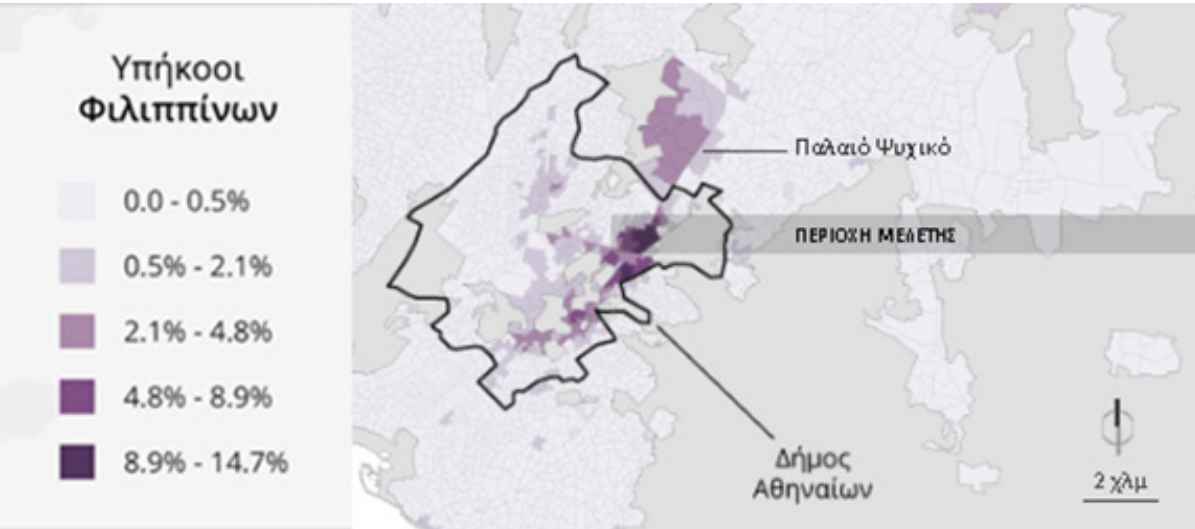 Υπήκοοι
Φιλιππίνων
0.0 - 0.5%
0.5% - 2.1%
2.1% - 4.8%
4.8% - 8.9%
8.9% - 14.7%
Παλαιό Ψυχικό
ΠΕΡΙΟΧΗ ΜΕΛΕΤΗΣ
Δήμος
Αθηναίων
2 χλμ